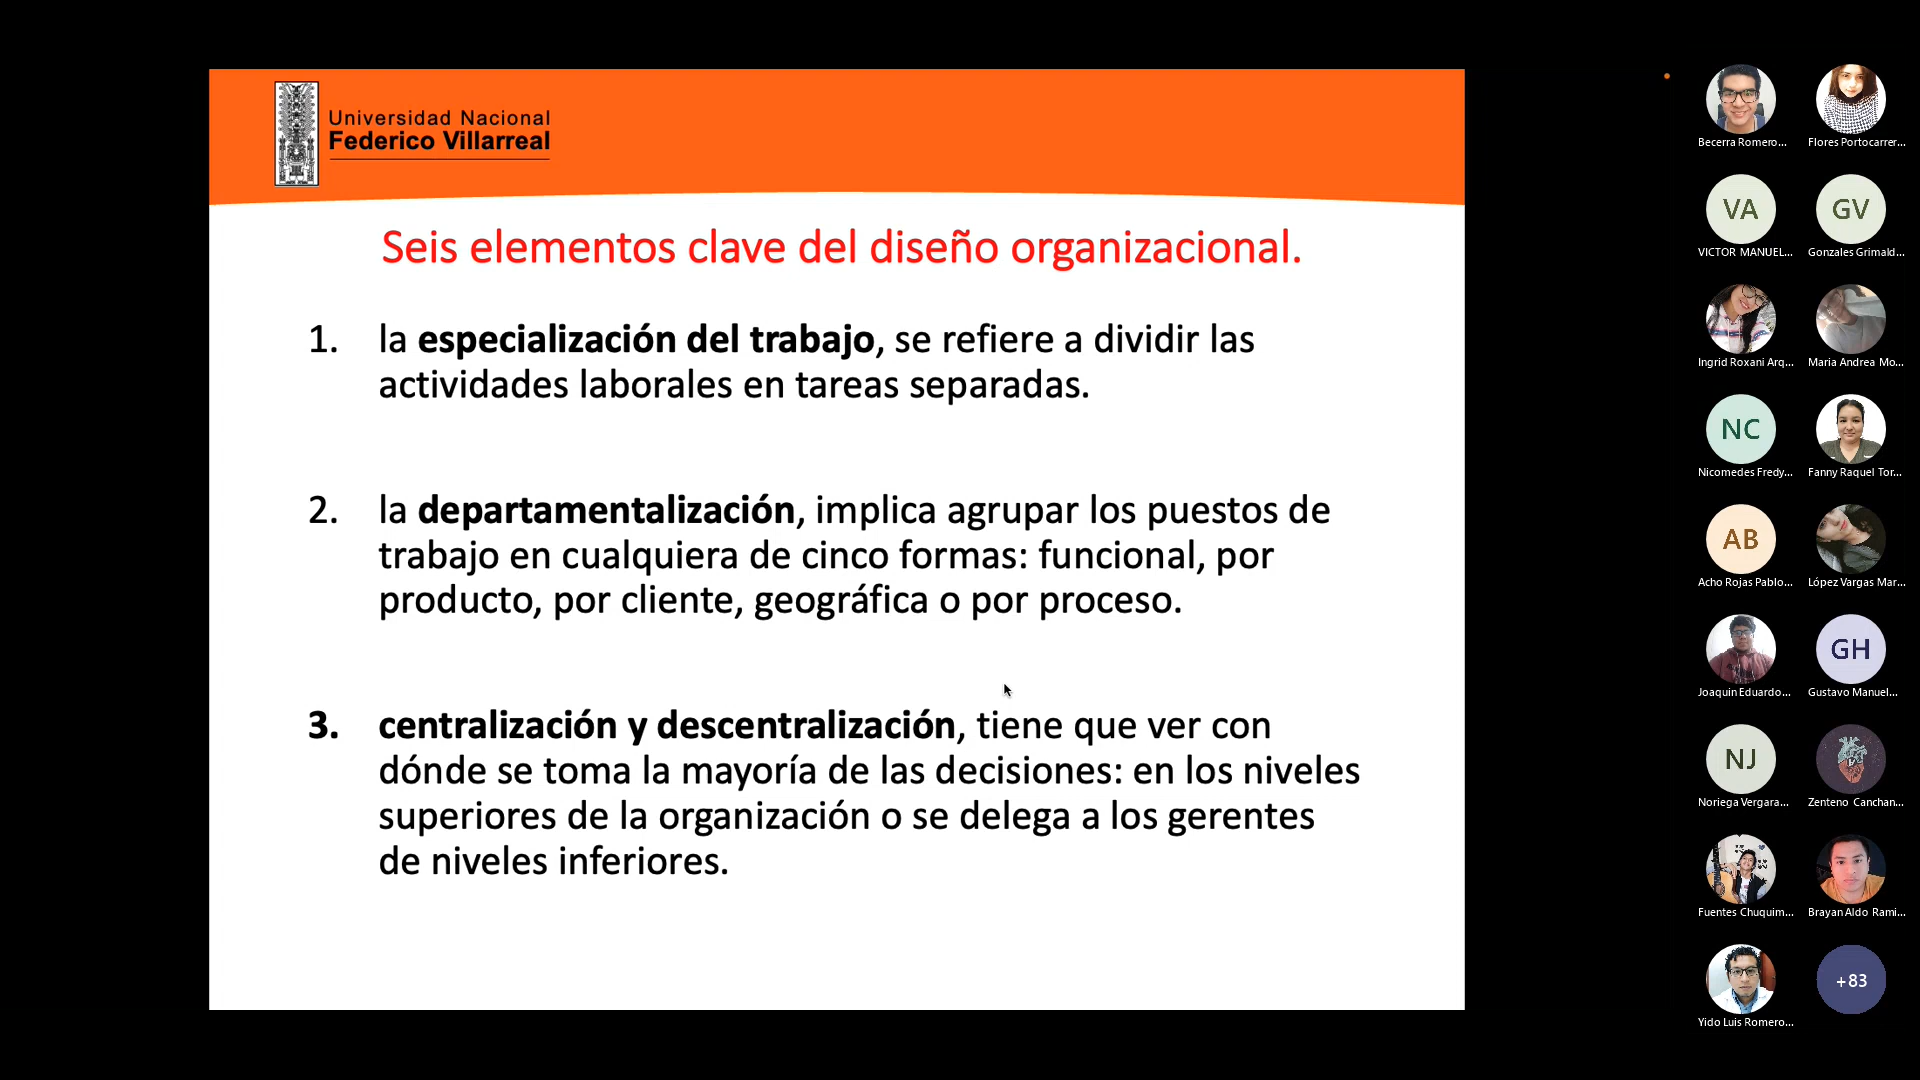 Universidad Nacional
Federico Villarreal
Seis elementos clave del diseño organizacional.
1. la especialización del trabajo, se refiere a dividir las
actividades laborales en tareas separadas.
2. la departamentalización, implica agrupar los puestos de
trabajo en cualquiera de cinco formas: funcional, por
producto, por cliente, geográfica o por proceso.
3. centralización y descentralización, tiene que ver con
dónde se toma la mayoría de las decisiones: en los niveles
superiores de la organización o se delega a los gerentes
de niveles inferiores.
Becerra Romero...
Flores Portocarrer...
VA
GV
VICTOR MANUEL...
Gonzales Grimald...
Ingrid Roxani Arq...
Maria Andrea Mo...
NC
Nicomedes Fredy...
Fanny Raquel Tor...
AB
Acho Rojas Pablo...
López Vargas Mar...
GH
Joaquin Eduardo...
Gustavo Manuel...
NJ
Noriega Vergara...
Zenteno Canchan...
Fuentes Chuquim...
Brayan Aldo Rami...
+83
Yido Luis Romero...